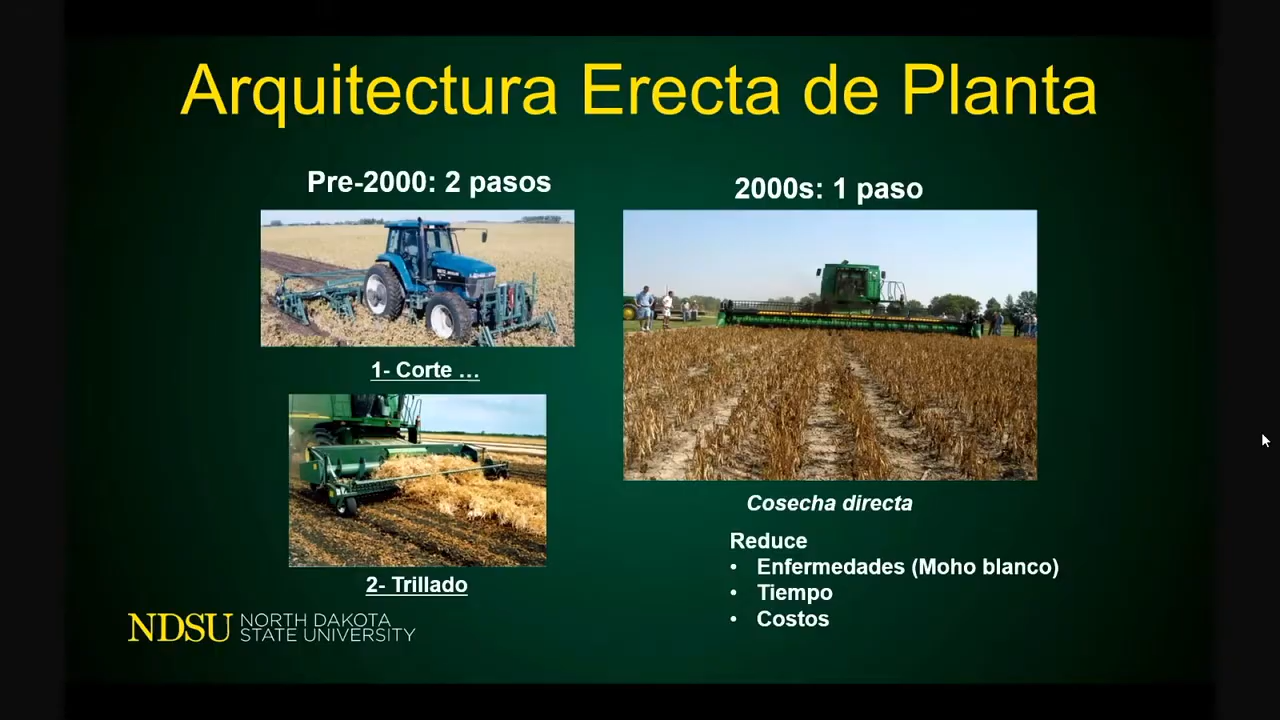 Arquitectura Erecta de Planta
Pre-2000: 2 pasos
1- Corte ...
2- Trillado
2000s: 1 paso
Cosecha directa
Reduce
• Enfermedades (Moho blanco)
• Tiempo
• Costos
NDSU NORTH DAKOTA
STATE UNIVERSITY